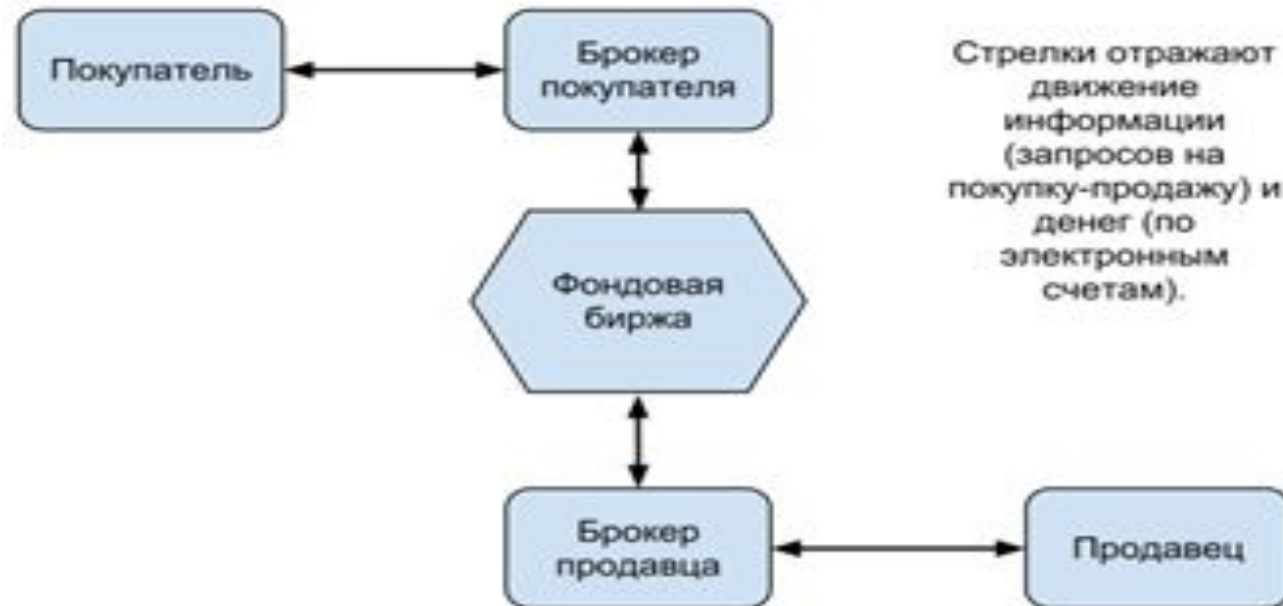 Покупатель
Брокер
покупателя
Стрелки отражают
движение
информации
(запросов на
покупку-продажу) и
денег (по
электронным
счетам).
Фондовая
биржа
Брокер
продавца
Продавец